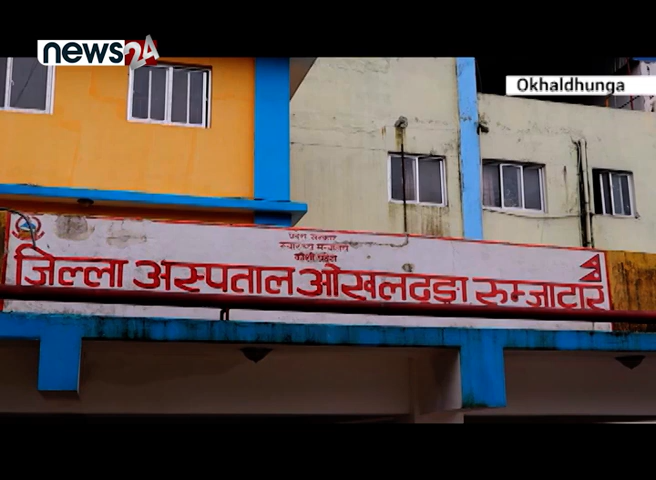 news24
Okhaldhunga
प्रदेश सरकार
स्वास्थ्य मन्त्रालय
कोशी प्रदेश
जिल्ला अस्पताल ओखलढुङ्गा रुम्जाटार